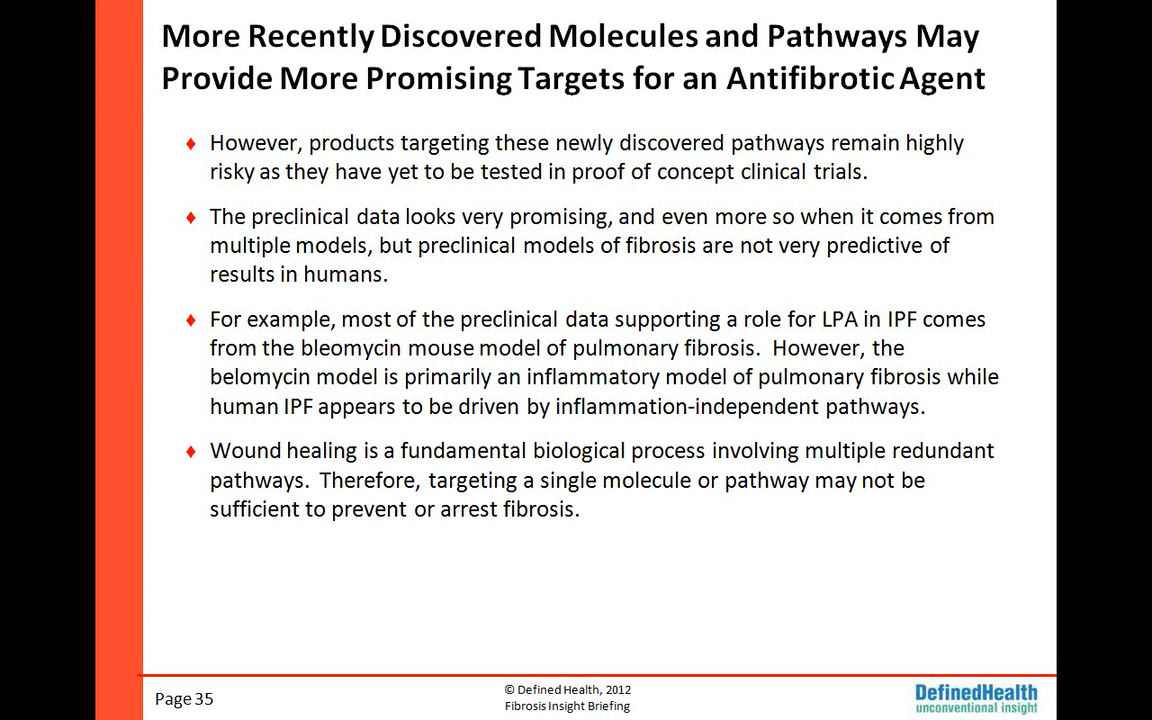 More Recently Discovered Molecules and Pathways May
Provide More Promising Targets for an Antifibrotic Agent
♦ However, products targeting these newly discovered pathways remain highly
risky as they have yet to be tested in proof of concept clinical trials.
♦ The preclinical data looks very promising, and even more so when it comes from
multiple models, but preclinical models of fibrosis are not very predictive of
results in humans.
♦ For example, most of the preclinical data supporting a role for LPA in IPF comes
from the bleomycin mouse model of pulmonary fibrosis.  However, the
belomycin model is primarily an inflammatory model of pulmonary fibrosis while
human IPF appears to be driven by inflammation-independent pathways.
♦ Wound healing is a fundamental biological process involving multiple redundant
pathways.  Therefore, targeting a single molecule or pathway may not be
sufficient to prevent or arrest fibrosis.
Page 35
© Defined Health, 2012
Fibrosis Insight Briefing
DefinedHealth
unconventional insight